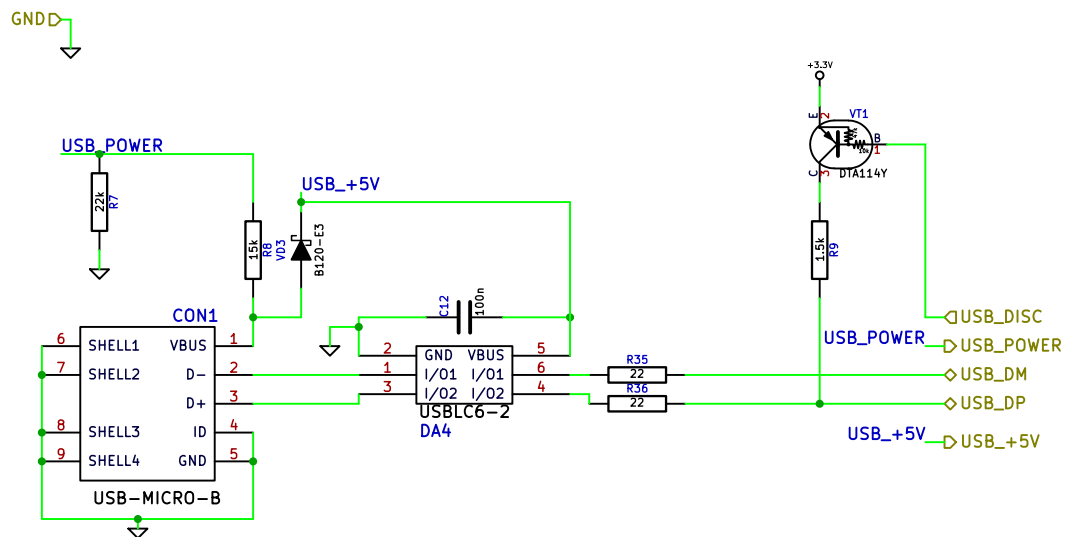 GND
+3.3V
E
2
VT1
B
1
10k
C
3
DTA114Y
USB_POWER
22k
R7
USB_+5V
15k
R8
VD3
B120-E3
1.5k
R9
C12
100n
CON1
USB_DISC
USB_POWER
USB_POWER
6
SHELL1
VBUS
1
7
SHELL2
D-
2
D+
3
8
SHELL3
ID
4
9
SHELL4
GND
5
USB-MICRO-B
2
GND
VBUS
5
1
I/O1
I/O1
6
3
I/O2
I/O2
4
USBLC6-2
DA4
R35
22
USB_DM
R36
22
USB_DP
USB_+5V
USB_+5V